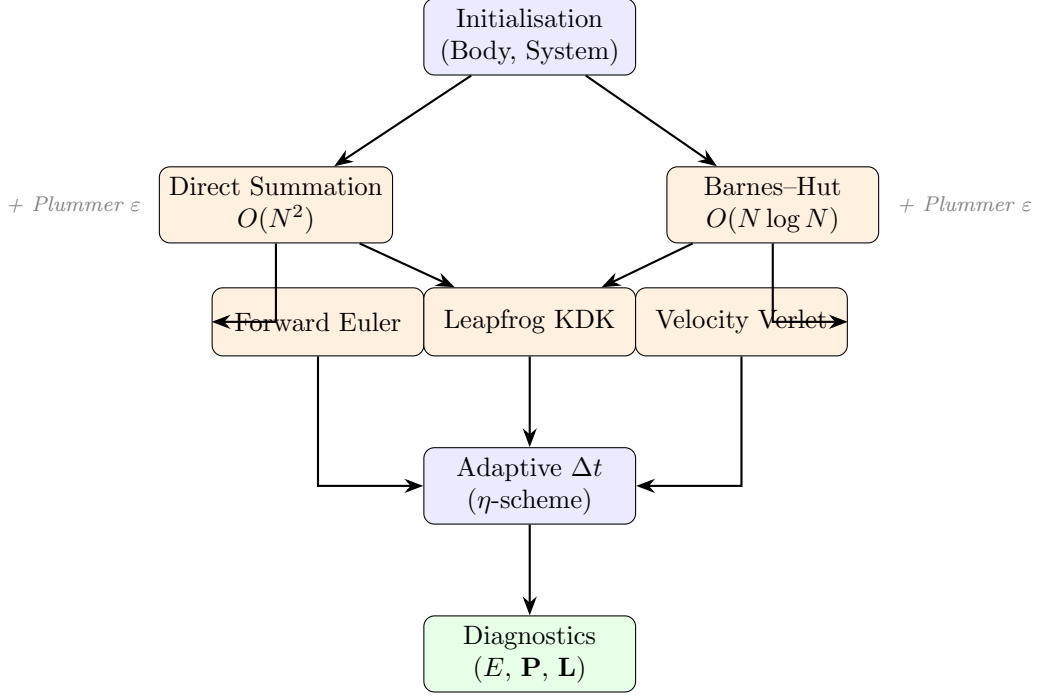 Initialisation
(Body, System)
+ Plummer ε
Direct Summation
O(N²)
Barnes–Hut
O(N log N)
+ Plummer ε
Forward Euler
Leapfrog KDK
Velocity Verlet
Adaptive Δt
(η-scheme)
Diagnostics
(E, P, L)